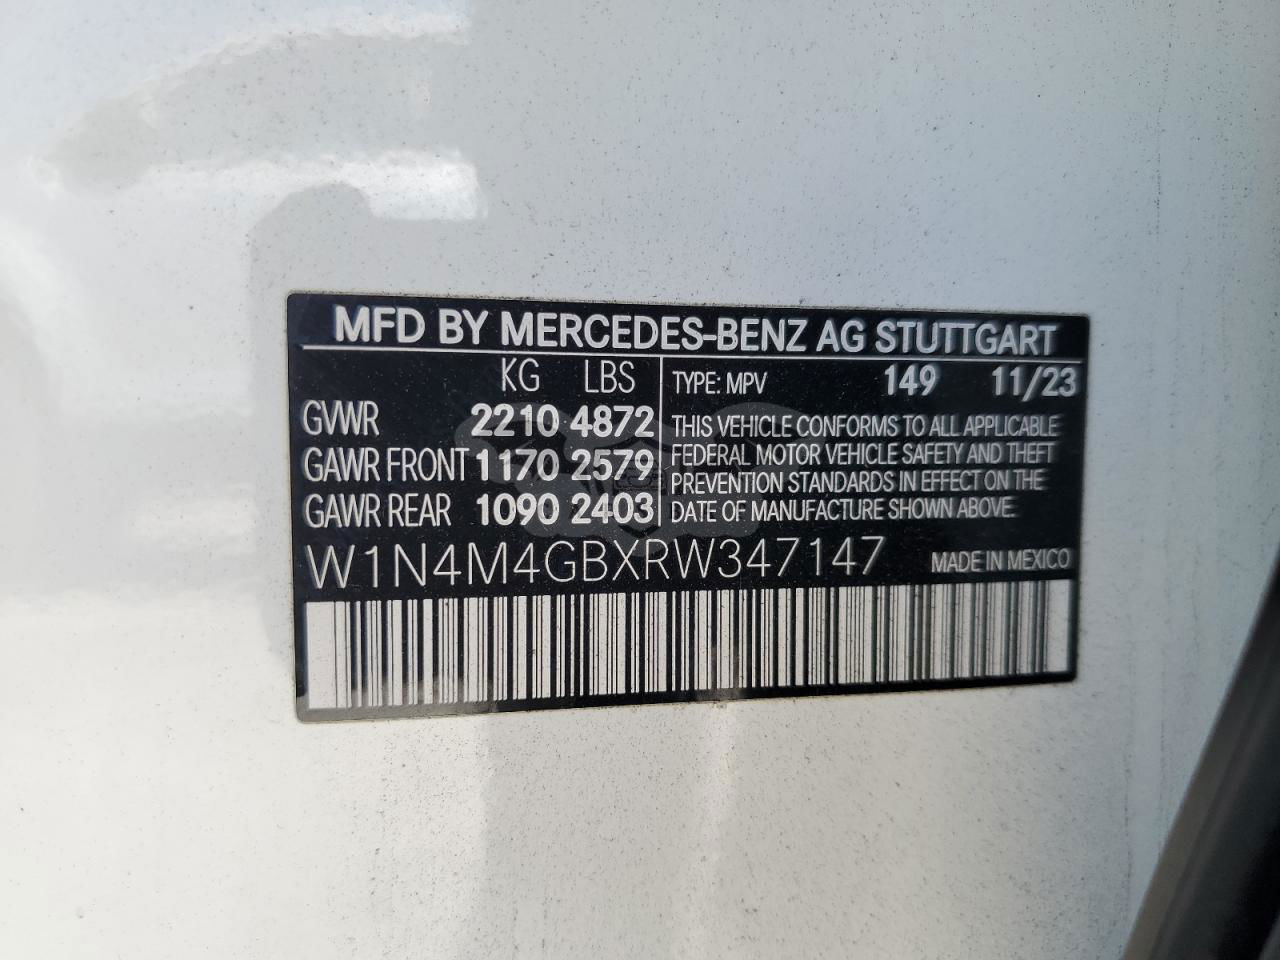 MFD BY MERCEDES-BENZ AG STUTTGART
KG LBS
GVWR 2210 4872
GAWR FRONT 1170 2579
GAWR REAR 1090 2403
TYPE: MPV 149 11/23
THIS VEHICLE CONFORMS TO ALL APPLICABLE
FEDERAL MOTOR VEHICLE SAFETY AND THEFT
PREVENTION STANDARDS IN EFFECT ON THE
DATE OF MANUFACTURE SHOWN ABOVE.
W1N4M4GBXRW347147 MADE IN MEXICO